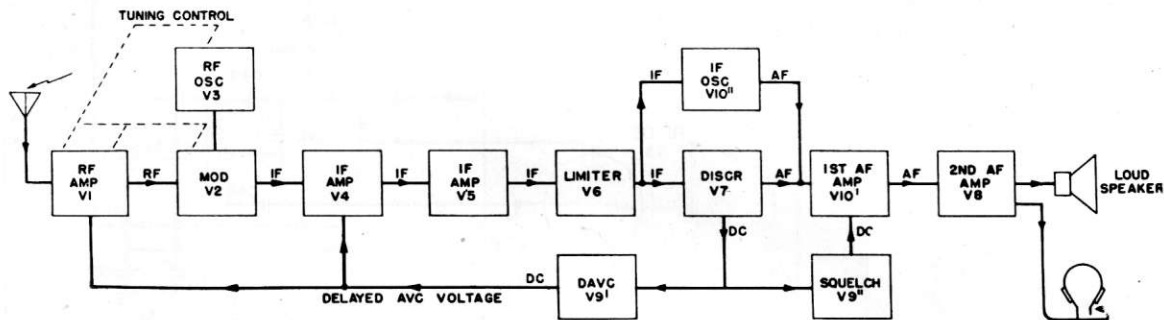 TUNING CONTROL
RF
OSC
V3
IF
OSC
V10"
IF
AF
RF
AMP
V1
RF
MOD
V2
IF
IF
AMP
V4
IF
IF
AMP
V5
IF
LIMITER
V6
IF
DISCR
V7
AF
1ST AF
AMP
V10'
AF
2ND AF
AMP
V8
LOUD
SPEAKER
DC
DC
DELAYED AVC VOLTAGE
DC
DAVC
V9'
SQUELCH
V9"